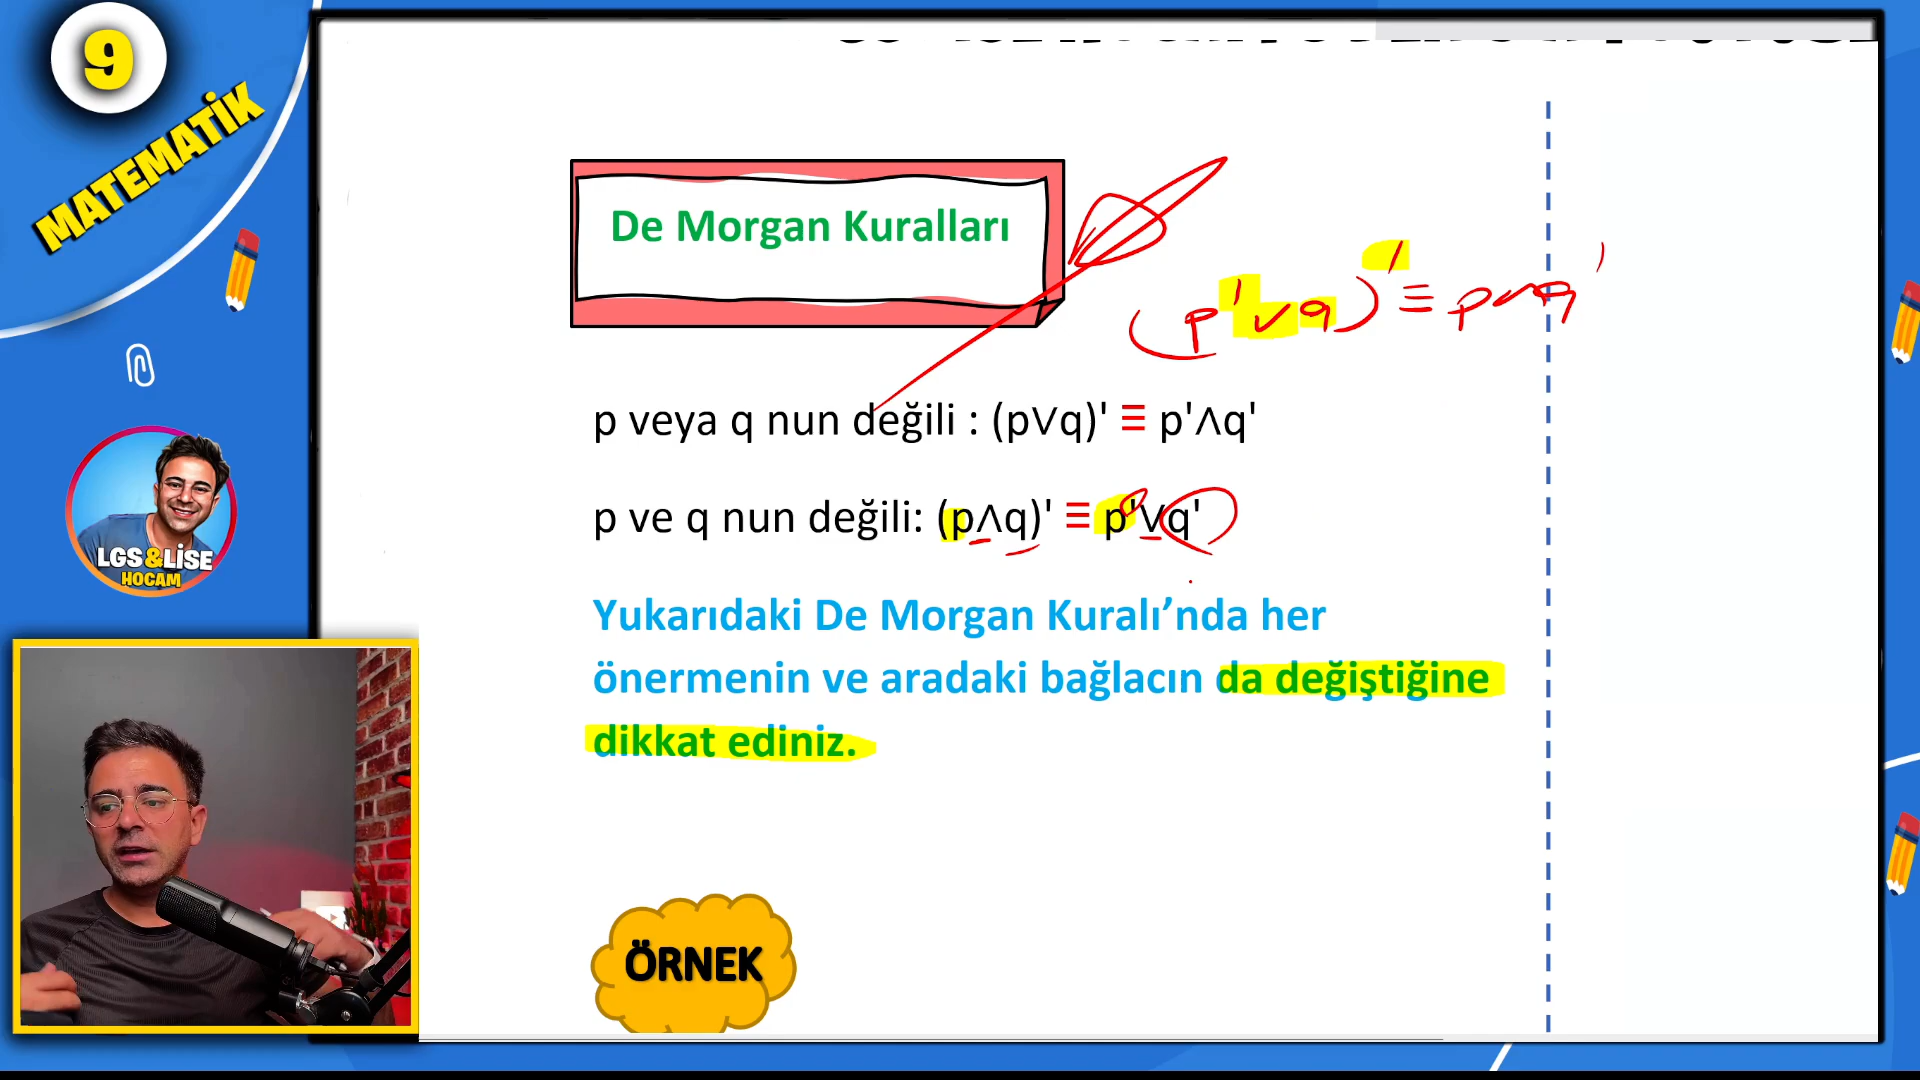 9
MATEMATİK
De Morgan Kuralları
(p'∨q)' ≡ p∧q'
p veya q nun değili : (p∨q)' ≡ p'∧q'
p ve q nun değili: (p∧q)' ≡ p'∨q'
Yukarıdaki De Morgan Kuralı’nda her
önermenin ve aradaki bağlacın da değiştiğine
dikkat ediniz.
LGS&LİSE
HOCAM
ÖRNEK